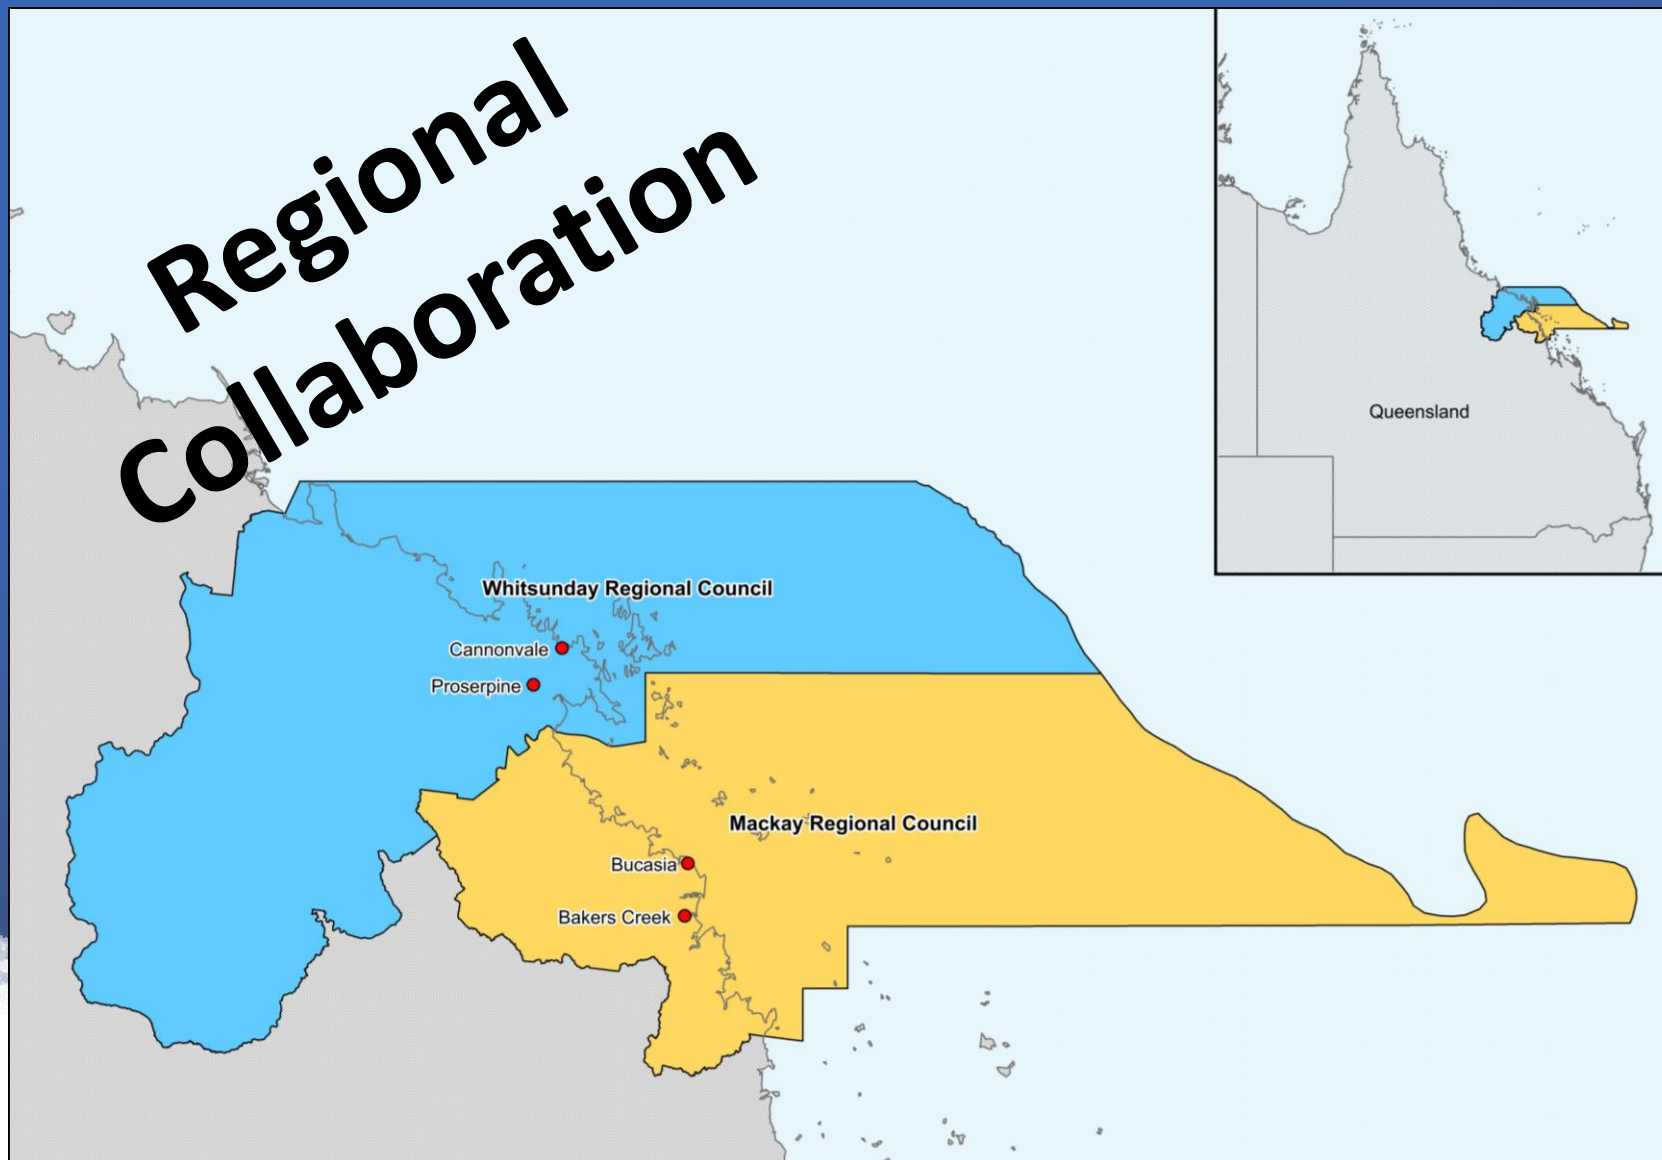 Regional
Collaboration
Queensland
Whitsunday Regional Council
Cannonvale
Proserpine
Mackay Regional Council
Bucasia
Bakers Creek